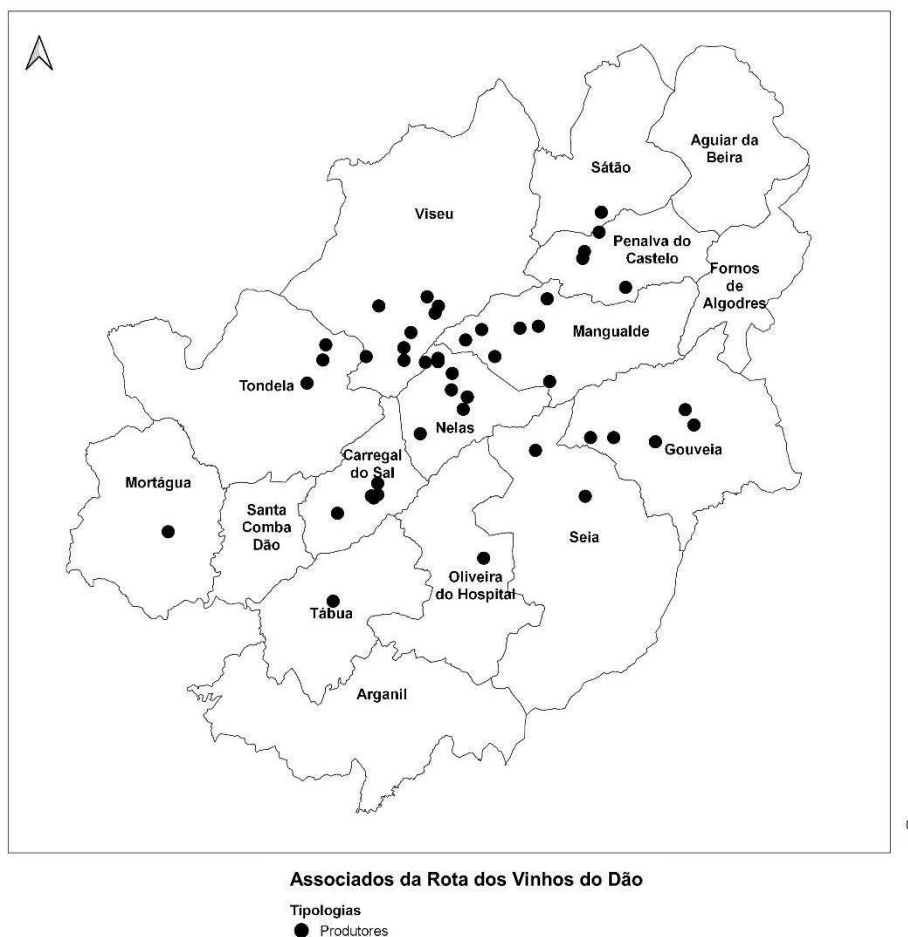 Aguiar da
Beira
Sátão
Viseu
Penalva do
Castelo
Fornos
de
Algodres
Mangualde
Tondela
Nelas
Gouveia
Carregal
do Sal
Mortágua
Santa
Comba
Dão
Seia
Oliveira
do Hospital
Tábua
Arganil
Associados da Rota dos Vinhos do Dão
Tipologias
Produtores